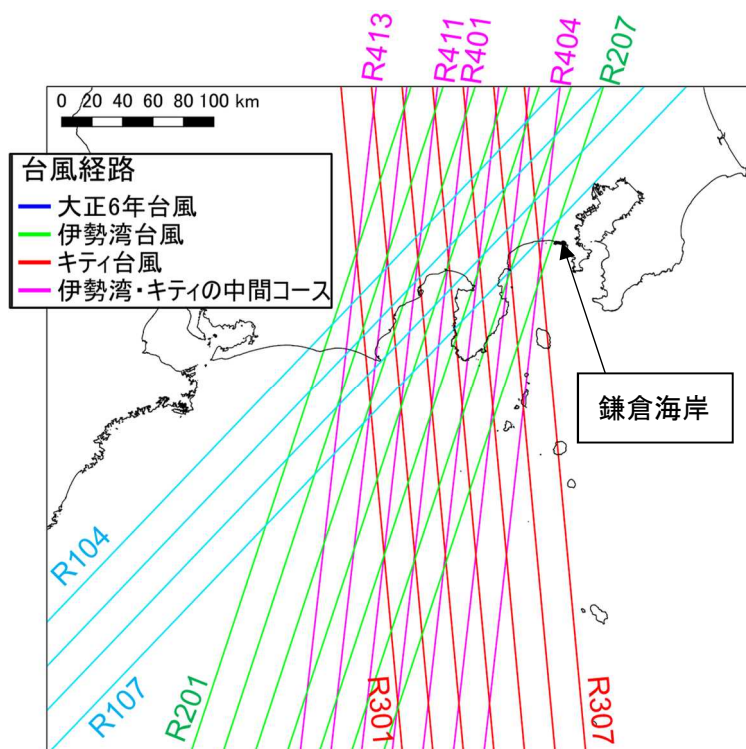 R413
R411
R401
R404
R207
0 20 40 60 80 100 km
台風経路
大正6年台風
伊勢湾台風
キティ台風
伊勢湾・キティの中間コース
鎌倉海岸
R104
R107
R201
R301
R307